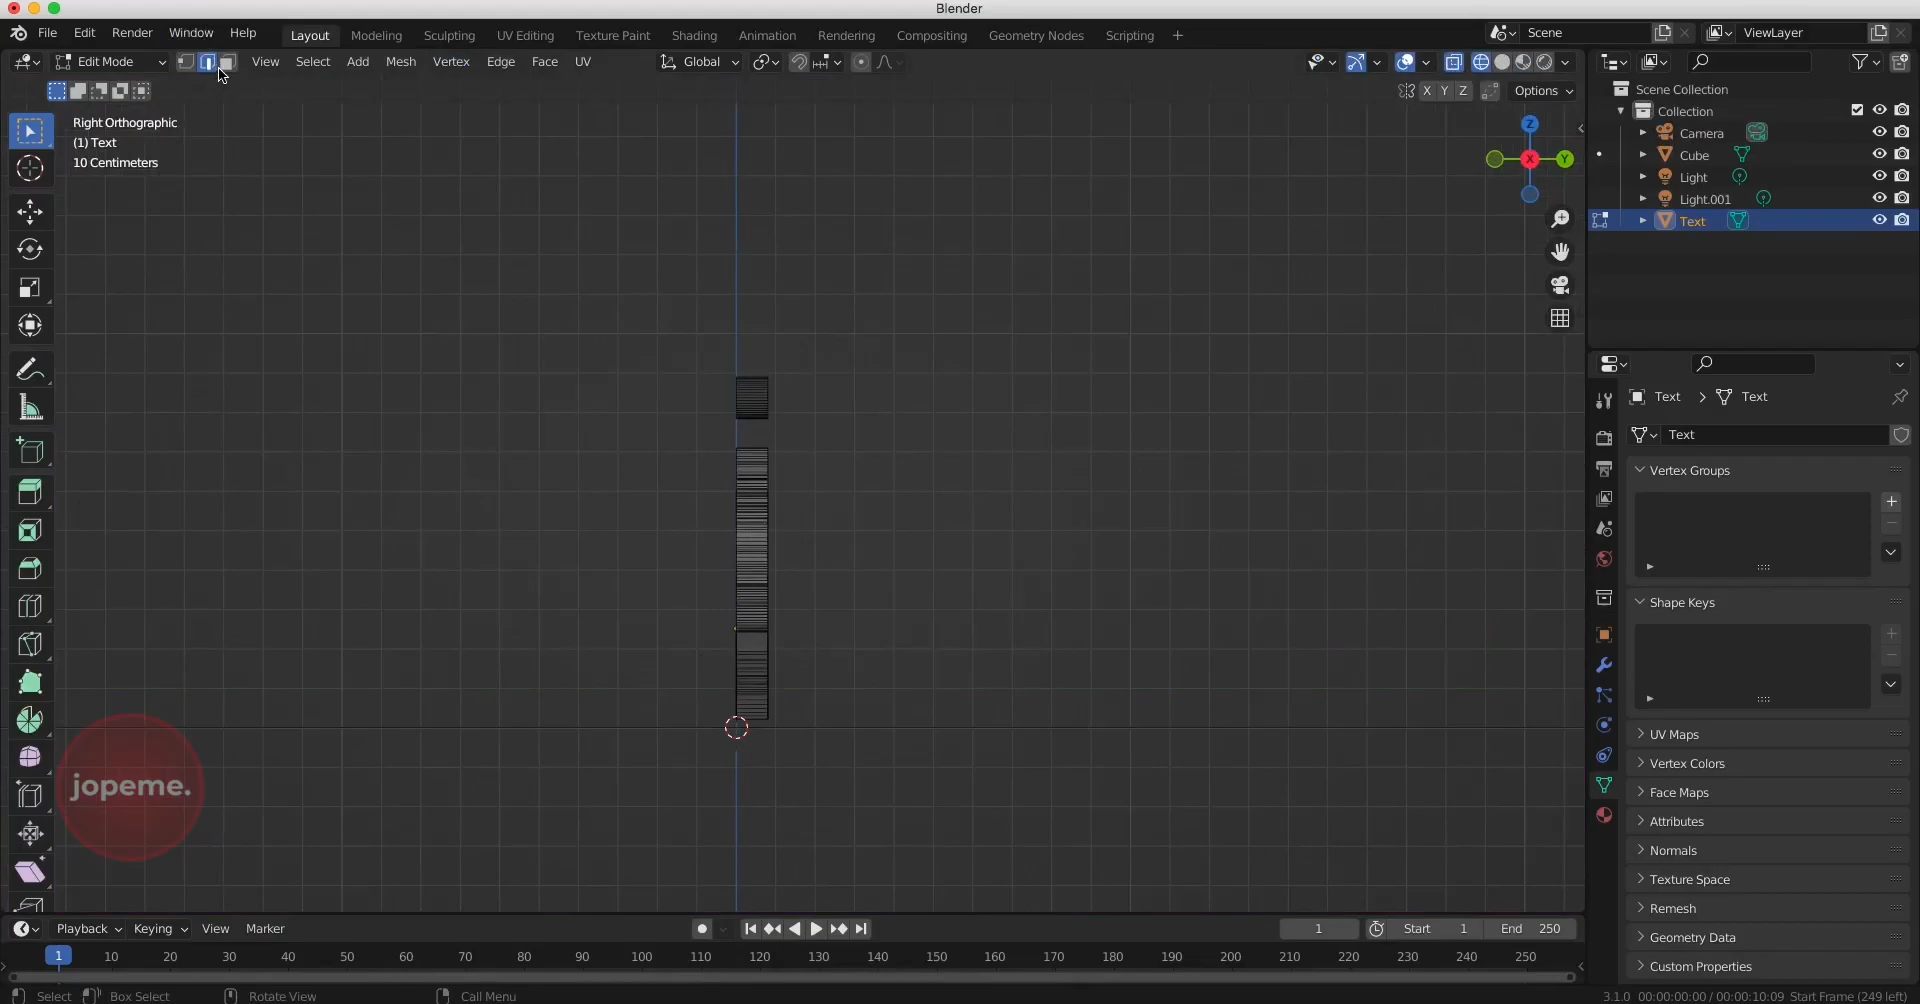 Blender
File Edit Render Window Help
Layout Modeling Sculpting UV Editing Texture Paint Shading Animation Rendering Compositing Geometry Nodes Scripting +
Scene
ViewLayer
Edit Mode
View Select Add Mesh Vertex Edge Face UV
Global
X Y Z
Options
Right Orthographic
(1) Text
10 Centimeters
Z
X
Y
Scene Collection
Collection
Camera
Cube
Light
Light.001
Text
Text > Text
Text
Vertex Groups
Shape Keys
UV Maps
Vertex Colors
Face Maps
Attributes
Normals
Texture Space
Remesh
Geometry Data
Custom Properties
jopeme.
Playback Keying View Marker
1
Start 1
End 250
1 10 20 30 40 50 60 70 80 90 100 110 120 130 140 150 160 170 180 190 200 210 220 230 240 250
Select Box Select Rotate View Call Menu
3.1.0 00:00:00:00 / 00:00:10:09 Start Frame (249 left)